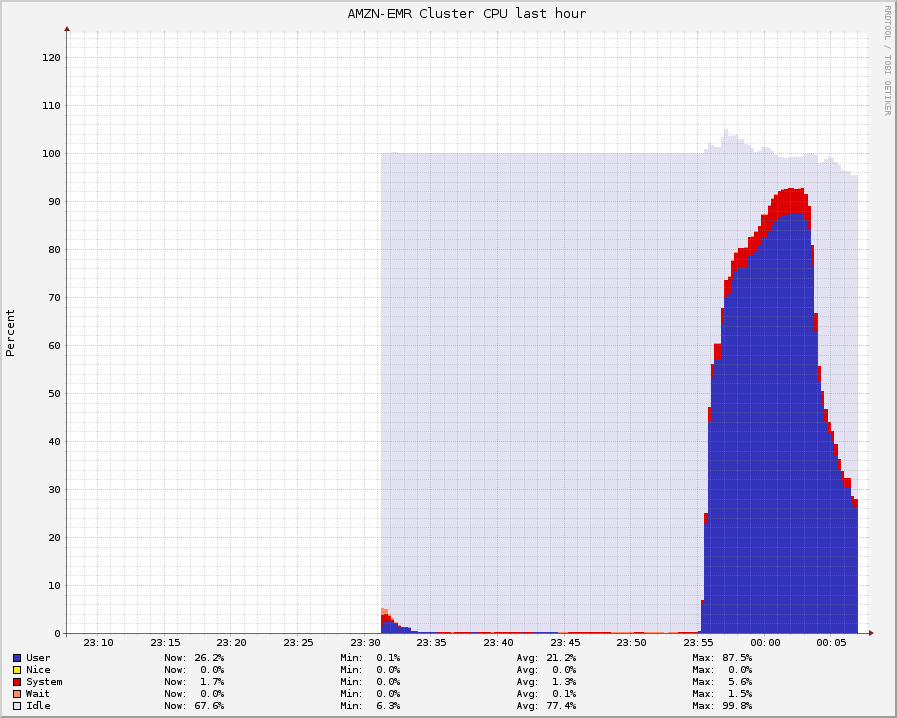 AMZN-EMR Cluster CPU last hour
RRDTOOL / TOBI OETIKER
Percent
120
110
100
90
80
70
60
50
40
30
20
10
0
23:10 23:15 23:20 23:25 23:30 23:35 23:40 23:45 23:50 23:55 00:00 00:05
User Now: 26.2% Min: 0.1% Avg: 21.2% Max: 87.5%
Nice Now: 0.0% Min: 0.0% Avg: 0.0% Max: 0.0%
System Now: 1.7% Min: 0.0% Avg: 1.3% Max: 5.6%
Wait Now: 0.0% Min: 0.0% Avg: 0.1% Max: 1.5%
Idle Now: 67.6% Min: 6.3% Avg: 77.4% Max: 99.8%